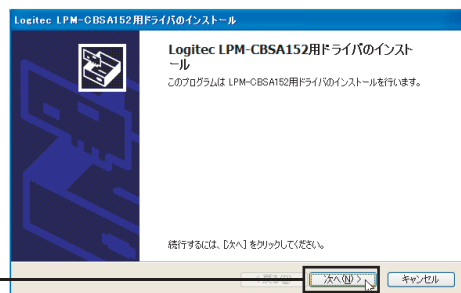 Logitec LPM-CBSA152用ドライバのインストール
Logitec LPM-CBSA152用ドライバのインスト
ール
このプログラムは LPM-CBSA152用ドライバのインストールを行います。
続行するには、[次へ] をクリックしてください。
< 戻る(B)
次へ(N) >
キャンセル